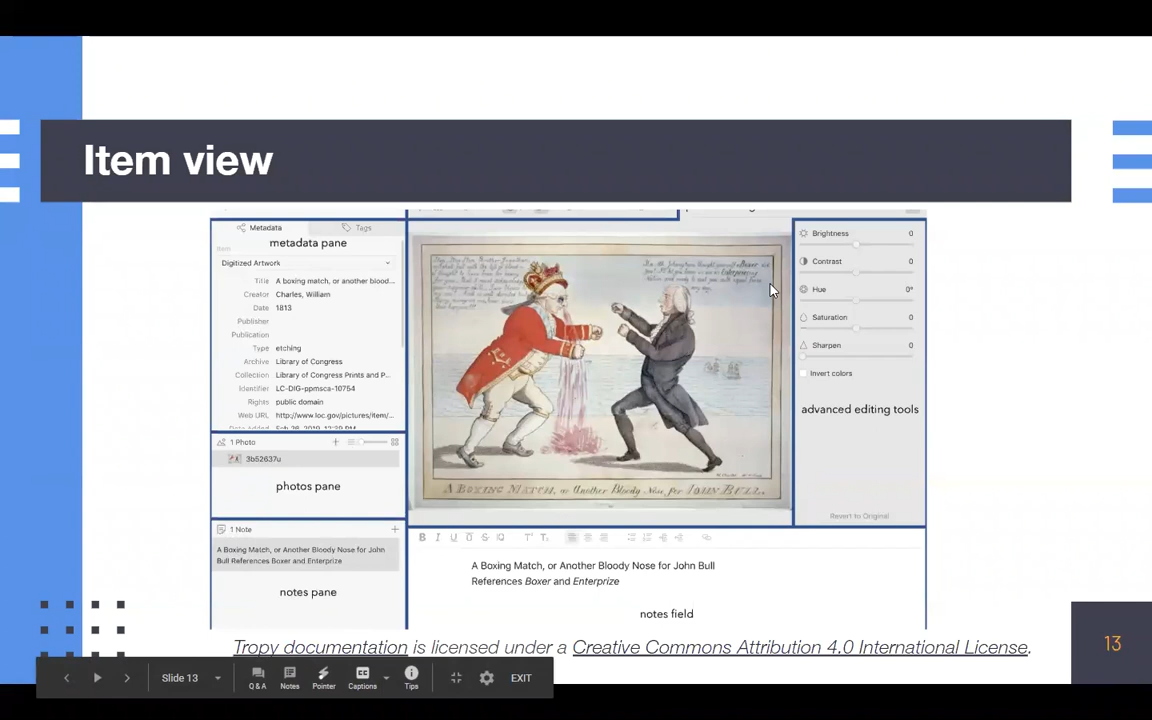 Item view
Metadata Tags
metadata pane
Item
Digitized Artwork
Title A boxing match, or another blood...
Creator Charles, William
Date 1813
Publisher
Publication
Type etching
Archive Library of Congress
Collection Library of Congress Prints and P...
Identifier LC-DIG-ppmsca-10754
Rights public domain
Web URL http://www.loc.gov/pictures/item/...
1 Photo
3b52637u
photos pane
1 Note
A Boxing Match, or Another Bloody Nose for John
Bull References Boxer and Enterprize
notes pane
A BOXING MATCH, or Another Bloody Nose for JOHN BULL.
Brightness 0
Contrast 0
Hue 0°
Saturation 0
Sharpen 0
Invert colors
advanced editing tools
Revert to Original
B I U O S
A Boxing Match, or Another Bloody Nose for John Bull
References Boxer and Enterprize
notes field
Tropy documentation is licensed under a Creative Commons Attribution 4.0 International License.
13
Slide 13
Q & A Notes Pointer Captions Tips EXIT